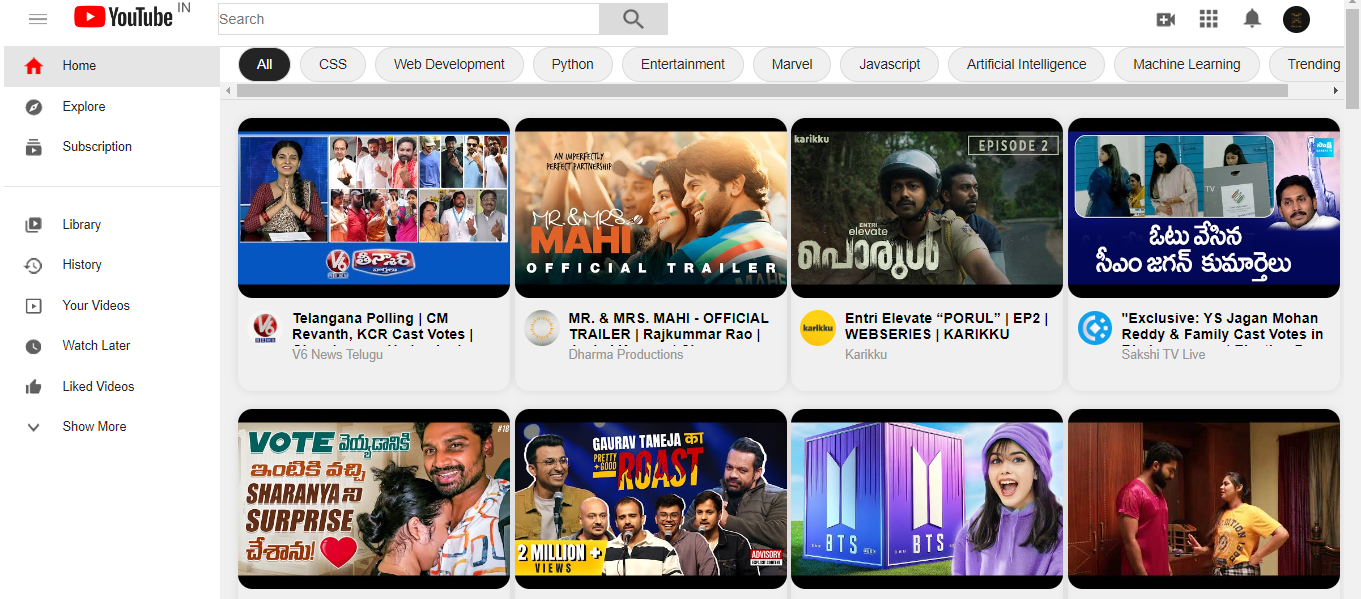 YouTube IN
Search
All CSS Web Development Python Entertainment Marvel Javascript Artificial Intelligence Machine Learning Trending
Home
Explore
Subscription
Library
History
Your Videos
Watch Later
Liked Videos
Show More
V6
తీన్మార్
Telangana Polling | CM
Revanth, KCR Cast Votes |
V6 News Telugu
AN IMPERFECTLY
PERFECT PARTNERSHIP
MR. & MRS.
MAHI
OFFICIAL TRAILER
MR. & MRS. MAHI - OFFICIAL
TRAILER | Rajkummar Rao |
Dharma Productions
karikku
EPISODE 2
ENTRI
elevate
പൊരുൾ
karikku
Entri Elevate “PORUL” | EP2 |
WEBSERIES | KARIKKU
Karikku
ఓటు వేసిన
సీఎం జగన్ కుమార్తెలు
"Exclusive: YS Jagan Mohan
Reddy & Family Cast Votes in
Sakshi TV Live
#18
VOTE వెయ్యడానికి
ఇంటికి వచ్చి
SHARANYA ని
SURPRISE
చేశాను!
GAURAV TANEJA का
PRETTY
+GOOD
ROAST
2 MILLION +
VIEWS
ADVISORY
EXPLICIT CONTENT
BTS
BTS